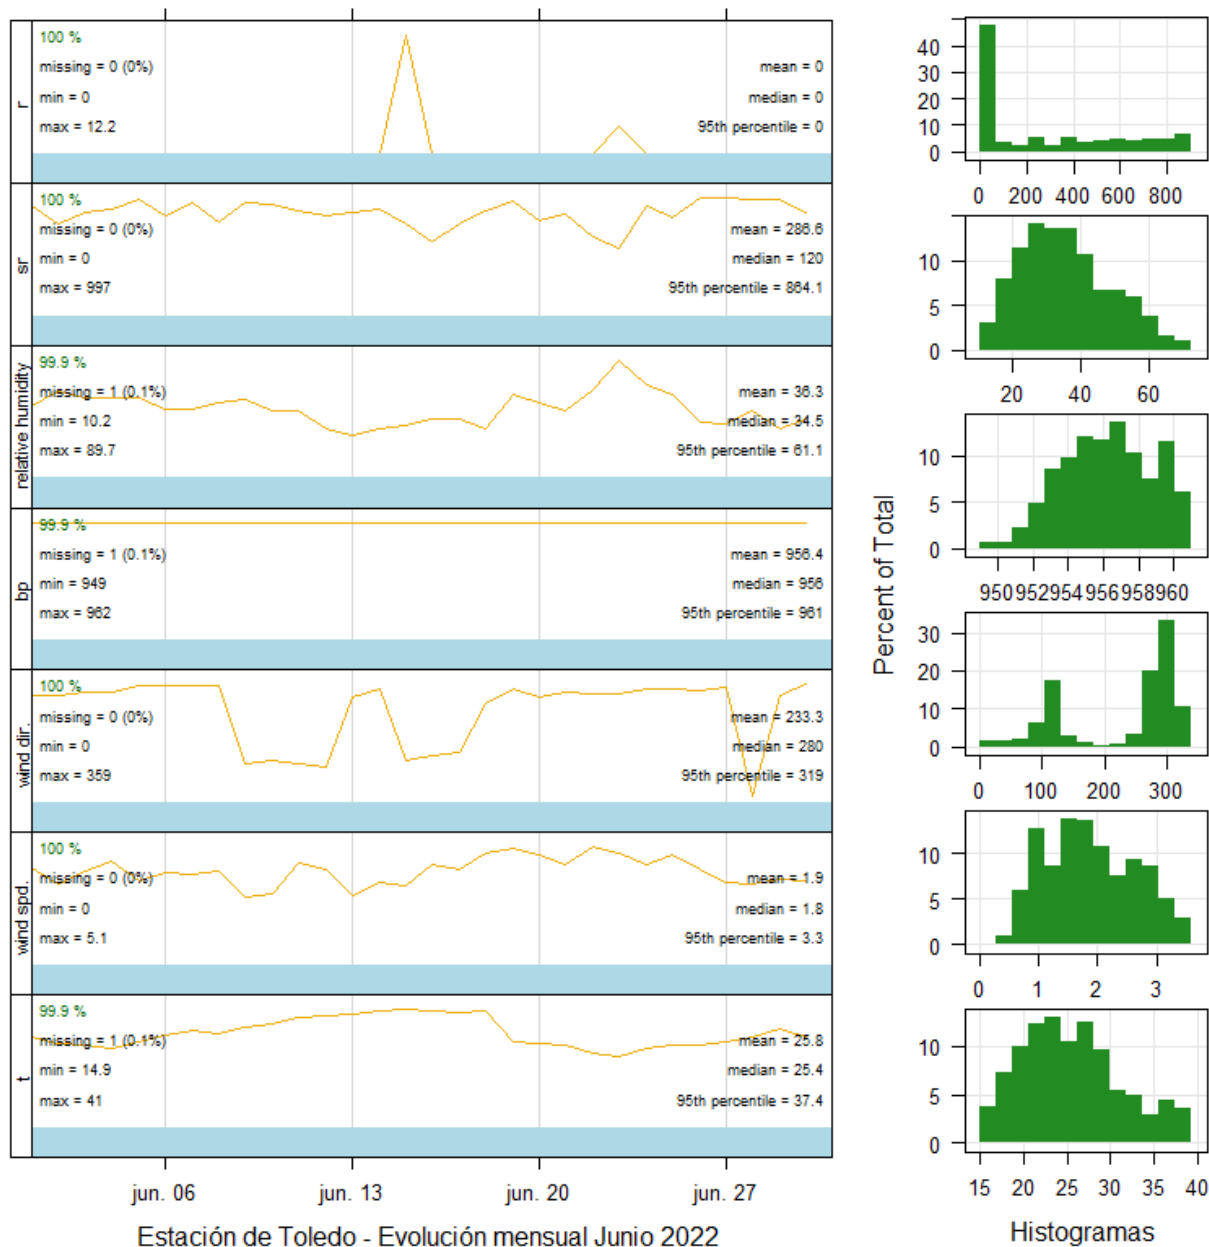 r
100 %
missing = 0 (0%)
min = 0
max = 12.2
mean = 0
median = 0
95th percentile = 0
sr
100 %
missing = 0 (0%)
min = 0
max = 997
mean = 286.6
median = 120
95th percentile = 864.1
relative humidity
99.9 %
missing = 1 (0.1%)
min = 10.2
max = 89.7
mean = 36.3
median = 34.5
95th percentile = 61.1
bp
99.9 %
missing = 1 (0.1%)
min = 949
max = 962
mean = 956.4
median = 956
95th percentile = 961
wind dir.
100 %
missing = 0 (0%)
min = 0
max = 359
mean = 233.3
median = 280
95th percentile = 319
wind spd.
100 %
missing = 0 (0%)
min = 0
max = 5.1
mean = 1.9
median = 1.8
95th percentile = 3.3
t
99.9 %
missing = 1 (0.1%)
min = 14.9
max = 41
mean = 25.8
median = 25.4
95th percentile = 37.4
jun. 06 jun. 13 jun. 20 jun. 27
Estación de Toledo - Evolución mensual Junio 2022
Percent of Total
40
30
20
10
0
0 200 400 600 800
10
5
0
20 40 60
10
5
0
950 952 954 956 958 960
30
20
10
0
0 100 200 300
10
5
0
0 1 2 3
10
5
0
15 20 25 30 35 40
Histogramas